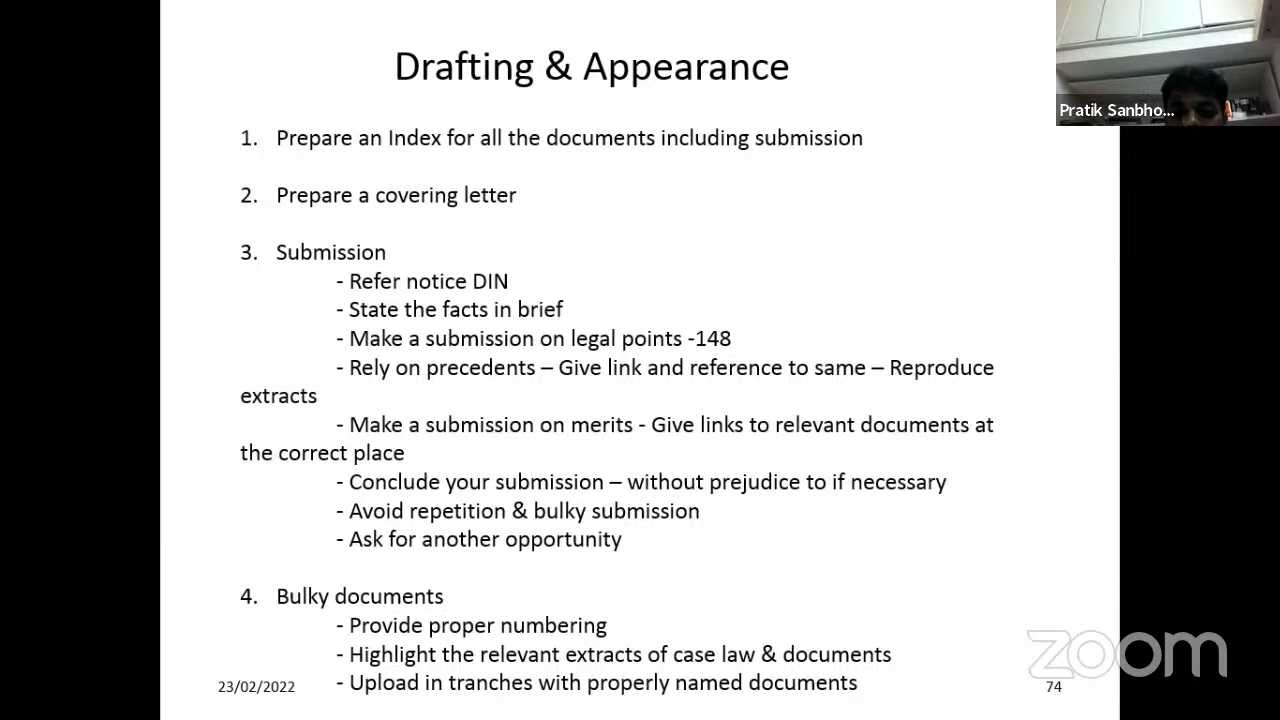 Drafting & Appearance
Pratik Sanbho...
1. Prepare an Index for all the documents including submission
2. Prepare a covering letter
3. Submission
- Refer notice DIN
- State the facts in brief
- Make a submission on legal points -148
- Rely on precedents – Give link and reference to same – Reproduce
extracts
- Make a submission on merits - Give links to relevant documents at
the correct place
- Conclude your submission – without prejudice to if necessary
- Avoid repetition & bulky submission
- Ask for another opportunity
4. Bulky documents
- Provide proper numbering
- Highlight the relevant extracts of case law & documents
- Upload in tranches with properly named documents
23/02/2022
74
zoom